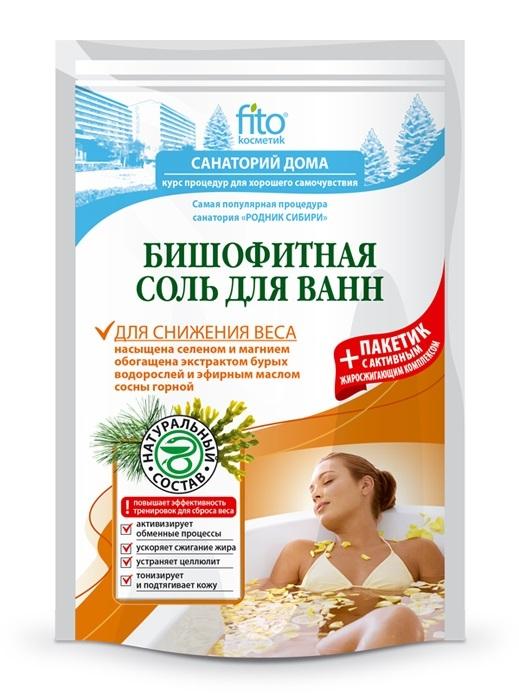 fito®
косметик
САНАТОРИЙ ДОМА
курс процедур для хорошего самочувствия
Самая популярная процедура
санатория «РОДНИК СИБИРИ»
БИШОФИТНАЯ
СОЛЬ ДЛЯ ВАНН
ДЛЯ СНИЖЕНИЯ ВЕСА
насыщена селеном и магнием
обогащена экстрактом бурых
водорослей и эфирным маслом
сосны горной
+ ПАКЕТИК
С АКТИВНЫМ
ЖИРОСЖИГАЮЩИМ КОМПЛЕКСОМ
НАТУРАЛЬНЫЙ
СОСТАВ
! повышает эффективность
тренировок для сброса веса
активизирует
обменные процессы
ускоряет сжигание жира
устраняет целлюлит
тонизирует
и подтягивает кожу